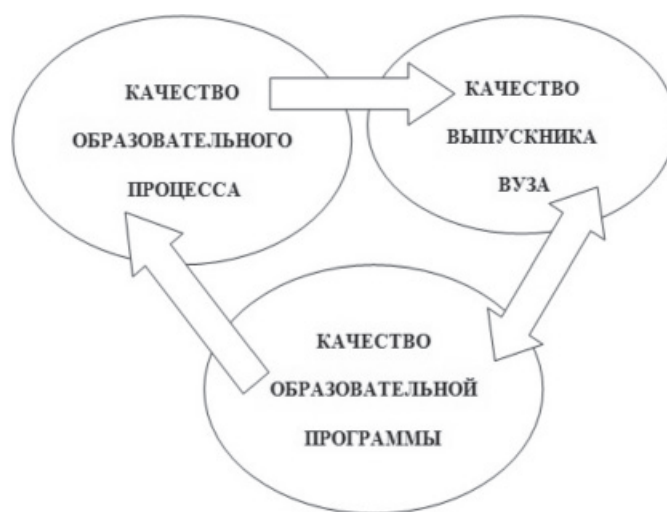 КАЧЕСТВО
ОБРАЗОВАТЕЛЬНОГО
ПРОЦЕССА
КАЧЕСТВО
ВЫПУСКНИКА
ВУЗА
КАЧЕСТВО
ОБРАЗОВАТЕЛЬНОЙ
ПРОГРАММЫ